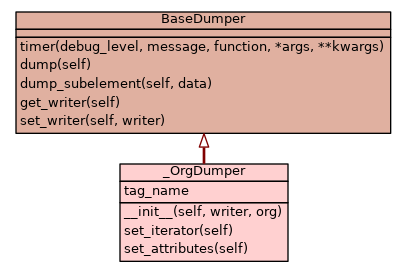 BaseDumper
timer(debug_level, message, function, *args, **kwargs)
dump(self)
dump_subelement(self, data)
get_writer(self)
set_writer(self, writer)
_OrgDumper
tag_name
__init__(self, writer, org)
set_iterator(self)
set_attributes(self)